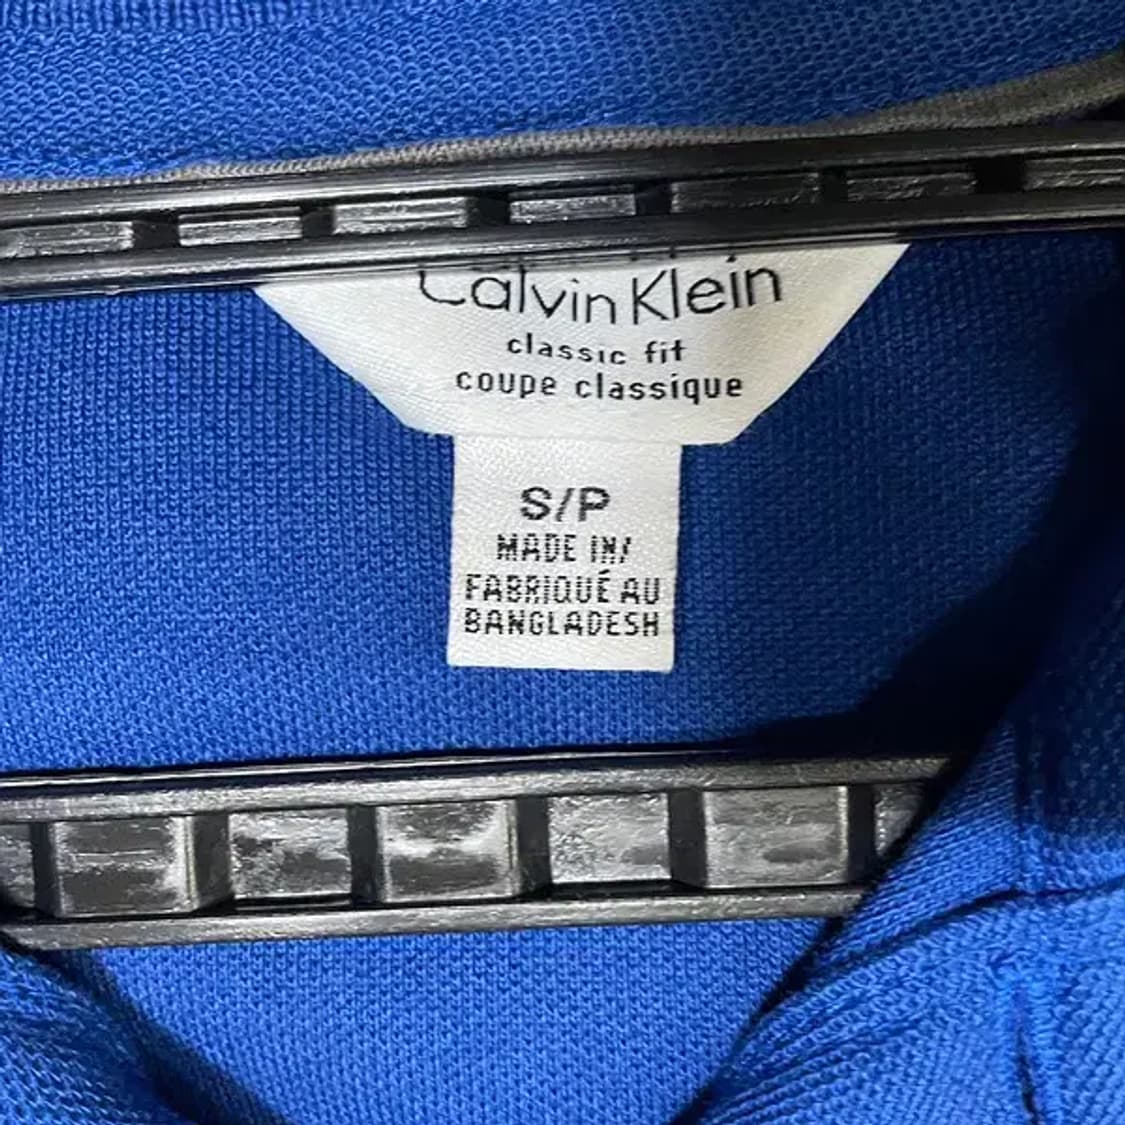 Calvin Klein
classic fit
coupe classique
S/P
MADE IN/
FABRIQUÉ AU
BANGLADESH